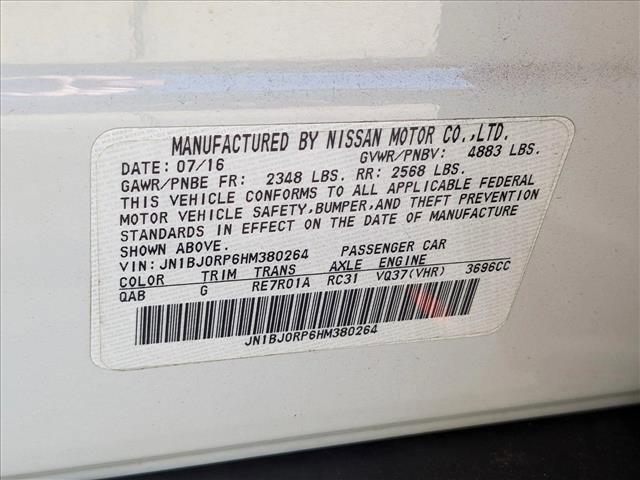 MANUFACTURED BY NISSAN MOTOR CO.,LTD.
DATE: 07/16 GVWR/PNBV: 4883 LBS.
GAWR/PNBE FR: 2348 LBS. RR: 2568 LBS.
THIS VEHICLE CONFORMS TO ALL APPLICABLE FEDERAL
MOTOR VEHICLE SAFETY,BUMPER,AND THEFT PREVENTION
STANDARDS IN EFFECT ON THE DATE OF MANUFACTURE
SHOWN ABOVE.
VIN:JN1BJ0RP6HM380264 PASSENGER CAR
COLOR TRIM TRANS AXLE ENGINE
QAB G RE7R01A RC31 VQ37(VHR) 3696CC
JN1BJ0RP6HM380264